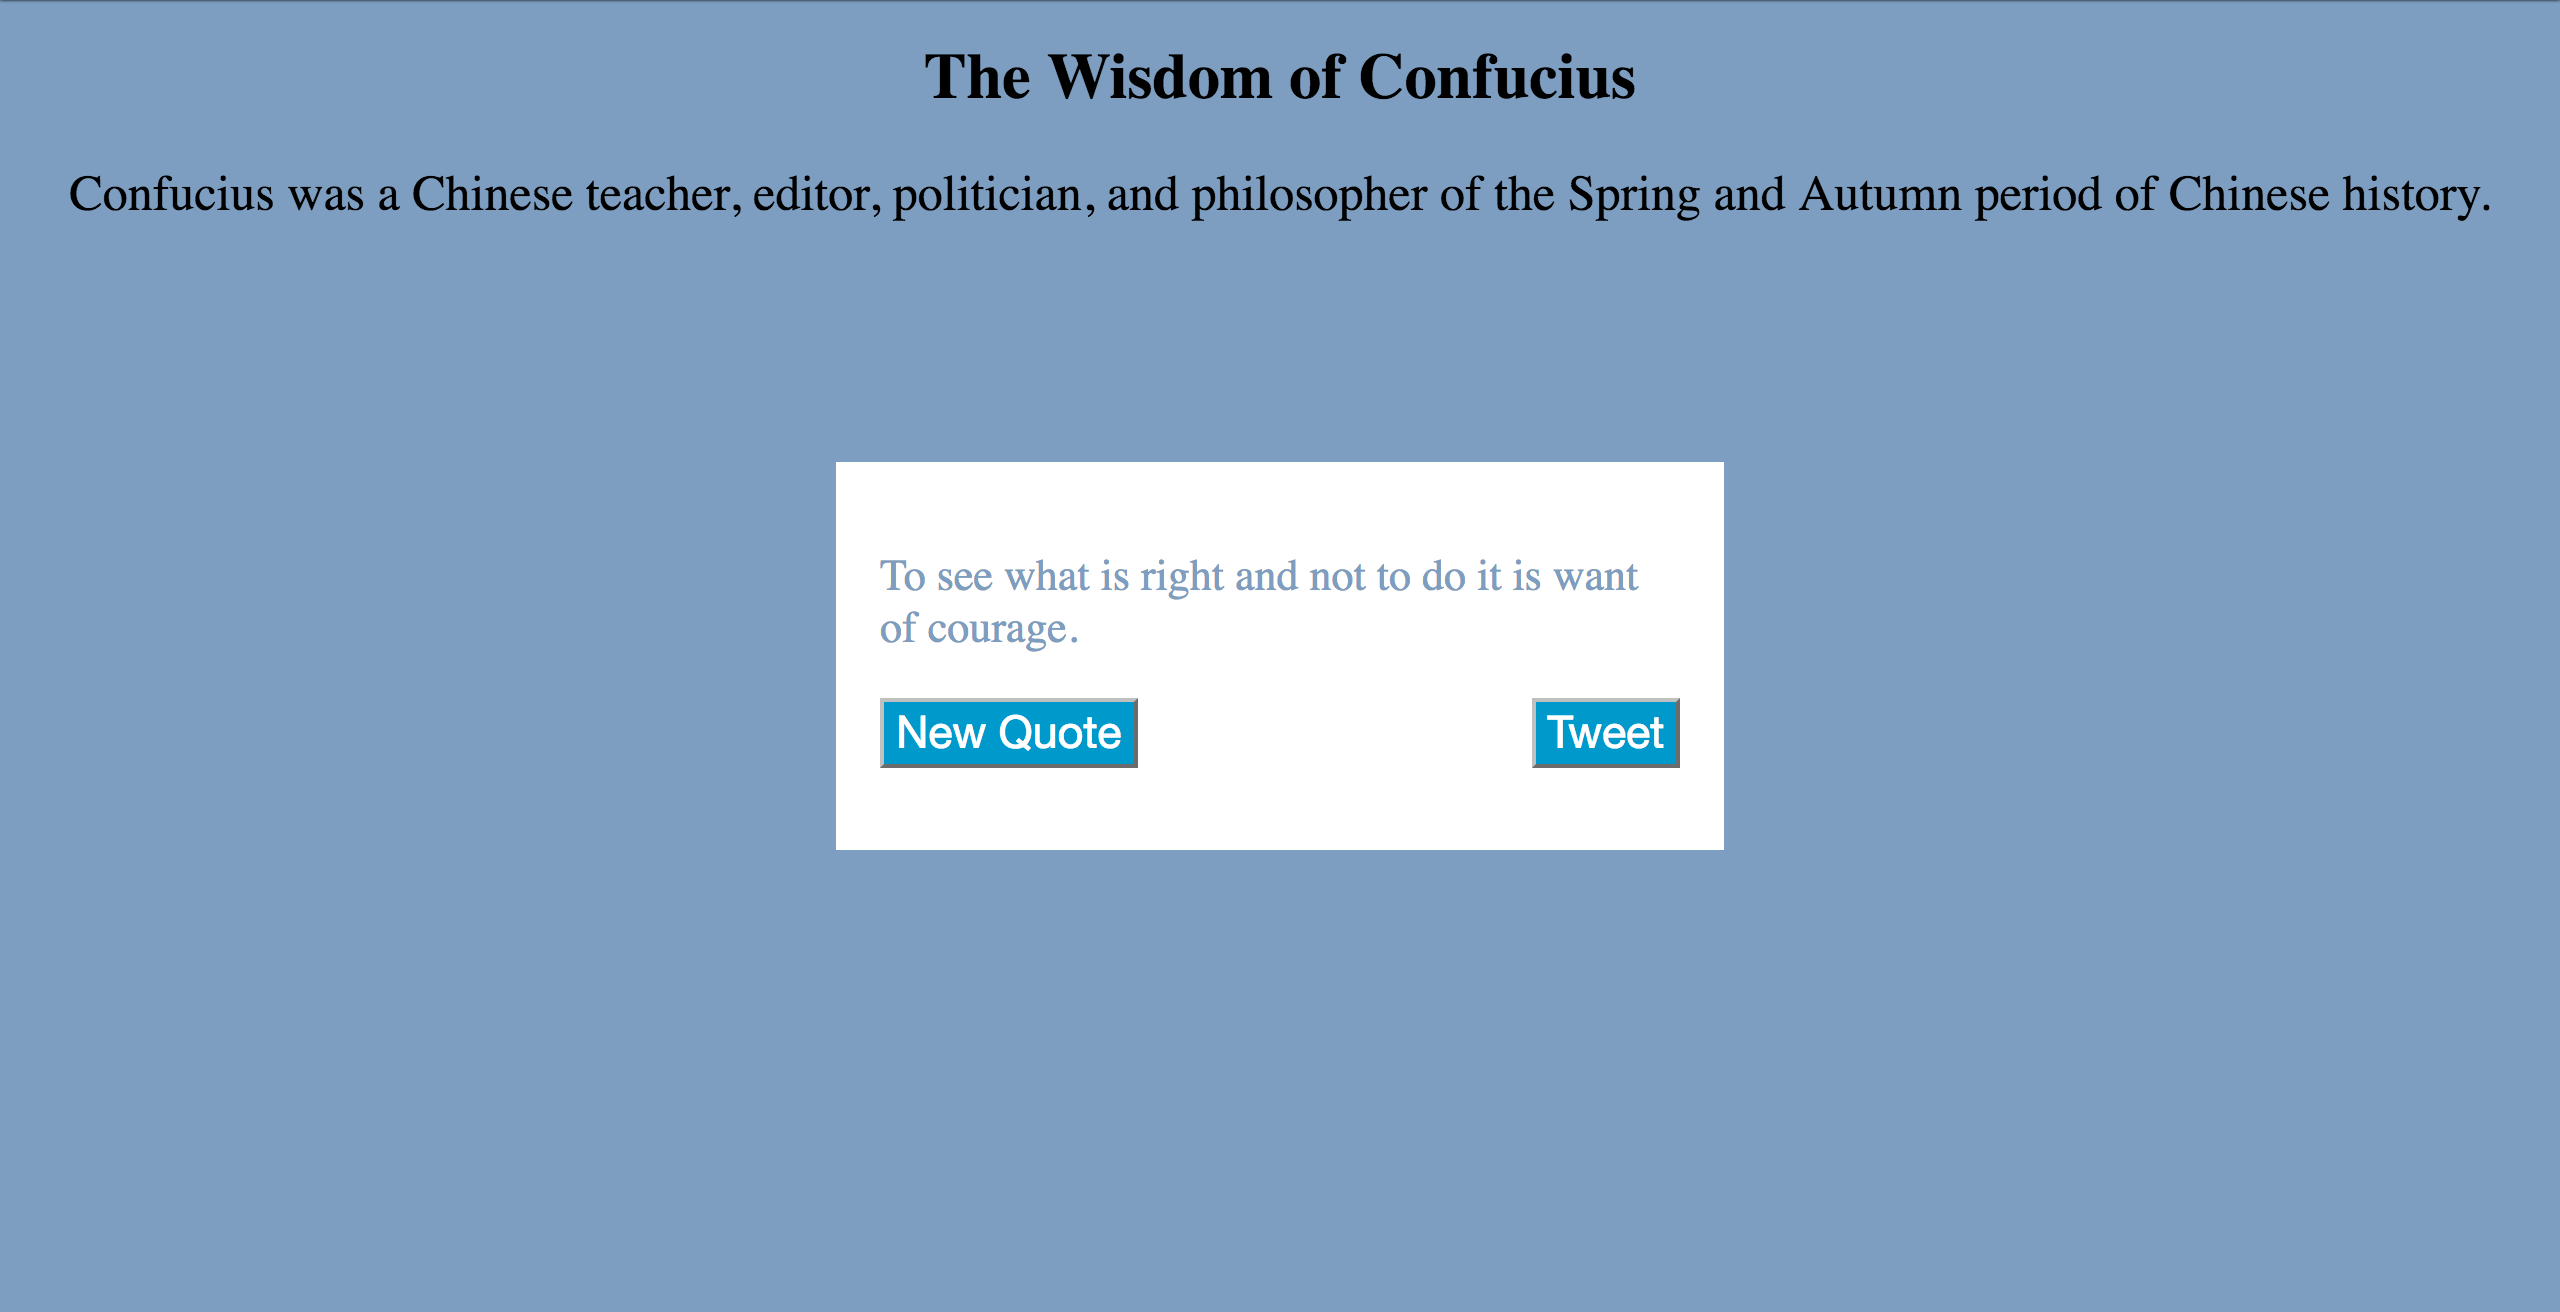 The Wisdom of Confucius
Confucius was a Chinese teacher, editor, politician, and philosopher of the Spring and Autumn period of Chinese history.
To see what is right and not to do it is want
of courage.
New Quote
Tweet